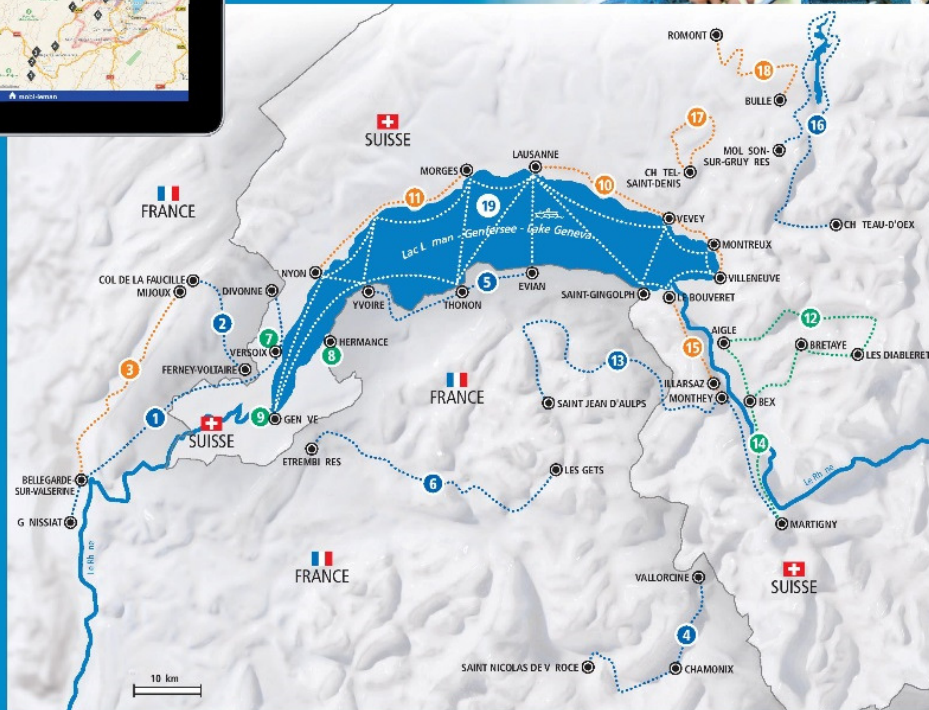 mobi-leman
ROMONT
18
BULLE
17
16
SUISSE
MOL SON-
SUR-GRUY RES
LAUSANNE
MORGES
CH TEL-
SAINT-DENIS
10
11
FRANCE
19
VEVEY
CH TEAU-D'OEX
Lac L man - Genfersee - Lake Geneva
MONTREUX
NYON
COL DE LA FAUCILLE
MIJOUX
DIVONNE
5
EVIAN
VILLENEUVE
YVOIRE
THONON
SAINT-GINGOLPH
LE BOUVERET
2
12
AIGLE
7
VERSOIX
HERMANCE
8
BRETAYE
LES DIABLERET
15
3
FERNEY-VOLTAIRE
13
FRANCE
ILLARSAZ
MONTHEY
BEX
SAINT JEAN D'AULPS
1
9
GEN VE
SUISSE
14
ETREMBI RES
LES GETS
BELLEGARDE-
SUR-VALSERINE
6
Le Rh ne
G NISSIAT
MARTIGNY
Le Rh ne
FRANCE
VALLORCINE
SUISSE
4
SAINT NICOLAS DE V ROCE
CHAMONIX
10 km